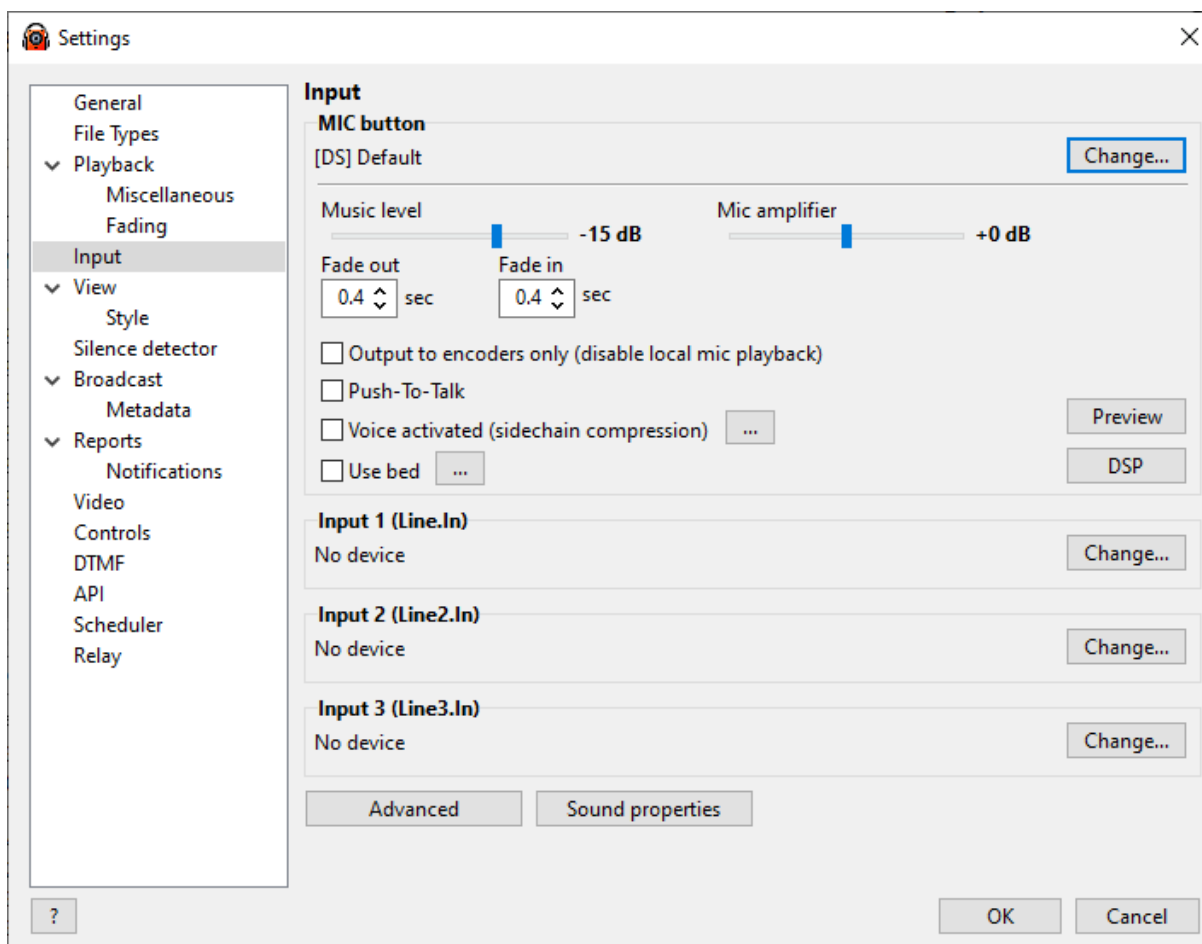 Settings
General
File Types
Playback
Miscellaneous
Fading
Input
View
Style
Silence detector
Broadcast
Metadata
Reports
Notifications
Video
Controls
DTMF
API
Scheduler
Relay
Input
MIC button
[DS] Default
Change...
Music level
-15 dB
Mic amplifier
+0 dB
Fade out
0.4 sec
Fade in
0.4 sec
Output to encoders only (disable local mic playback)
Push-To-Talk
Voice activated (sidechain compression) ...
Preview
Use bed ...
DSP
Input 1 (Line.In)
No device
Change...
Input 2 (Line2.In)
No device
Change...
Input 3 (Line3.In)
No device
Change...
Advanced
Sound properties
?
OK
Cancel